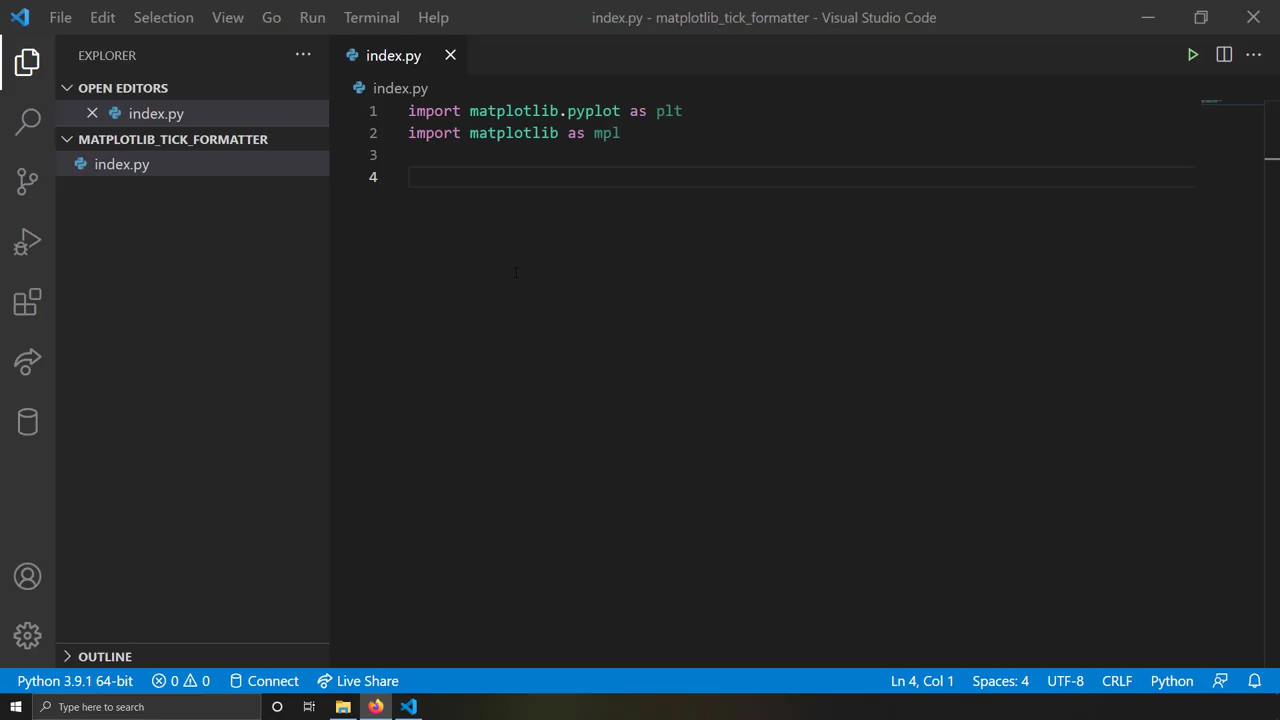 File Edit Selection View Go Run Terminal Help index.py - matplotlib_tick_formatter - Visual Studio Code
EXPLORER
index.py
OPEN EDITORS
index.py
MATPLOTLIB_TICK_FORMATTER
index.py
index.py
1 import matplotlib.pyplot as plt
2 import matplotlib as mpl
3
4
OUTLINE
Python 3.9.1 64-bit 0 0 Connect Live Share Ln 4, Col 1 Spaces: 4 UTF-8 CRLF Python
Type here to search